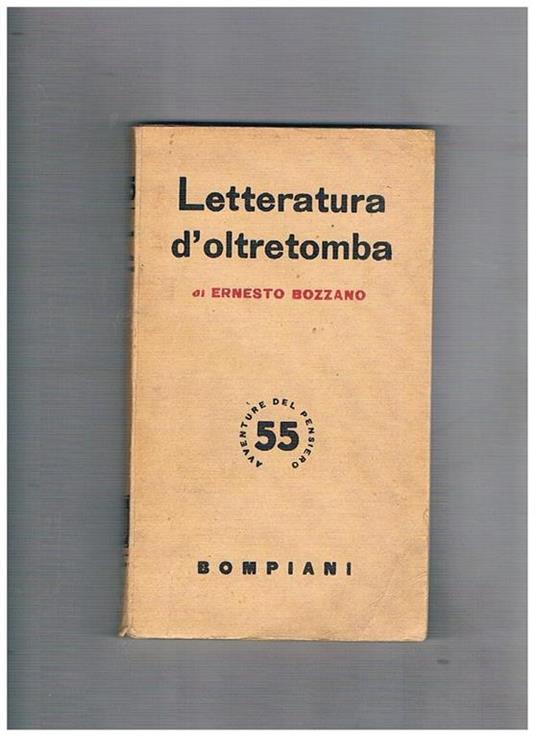 Letteratura
d'oltretomba
di ERNESTO BOZZANO
AVVENTURE DEL PENSIERO
55
BOMPIANI